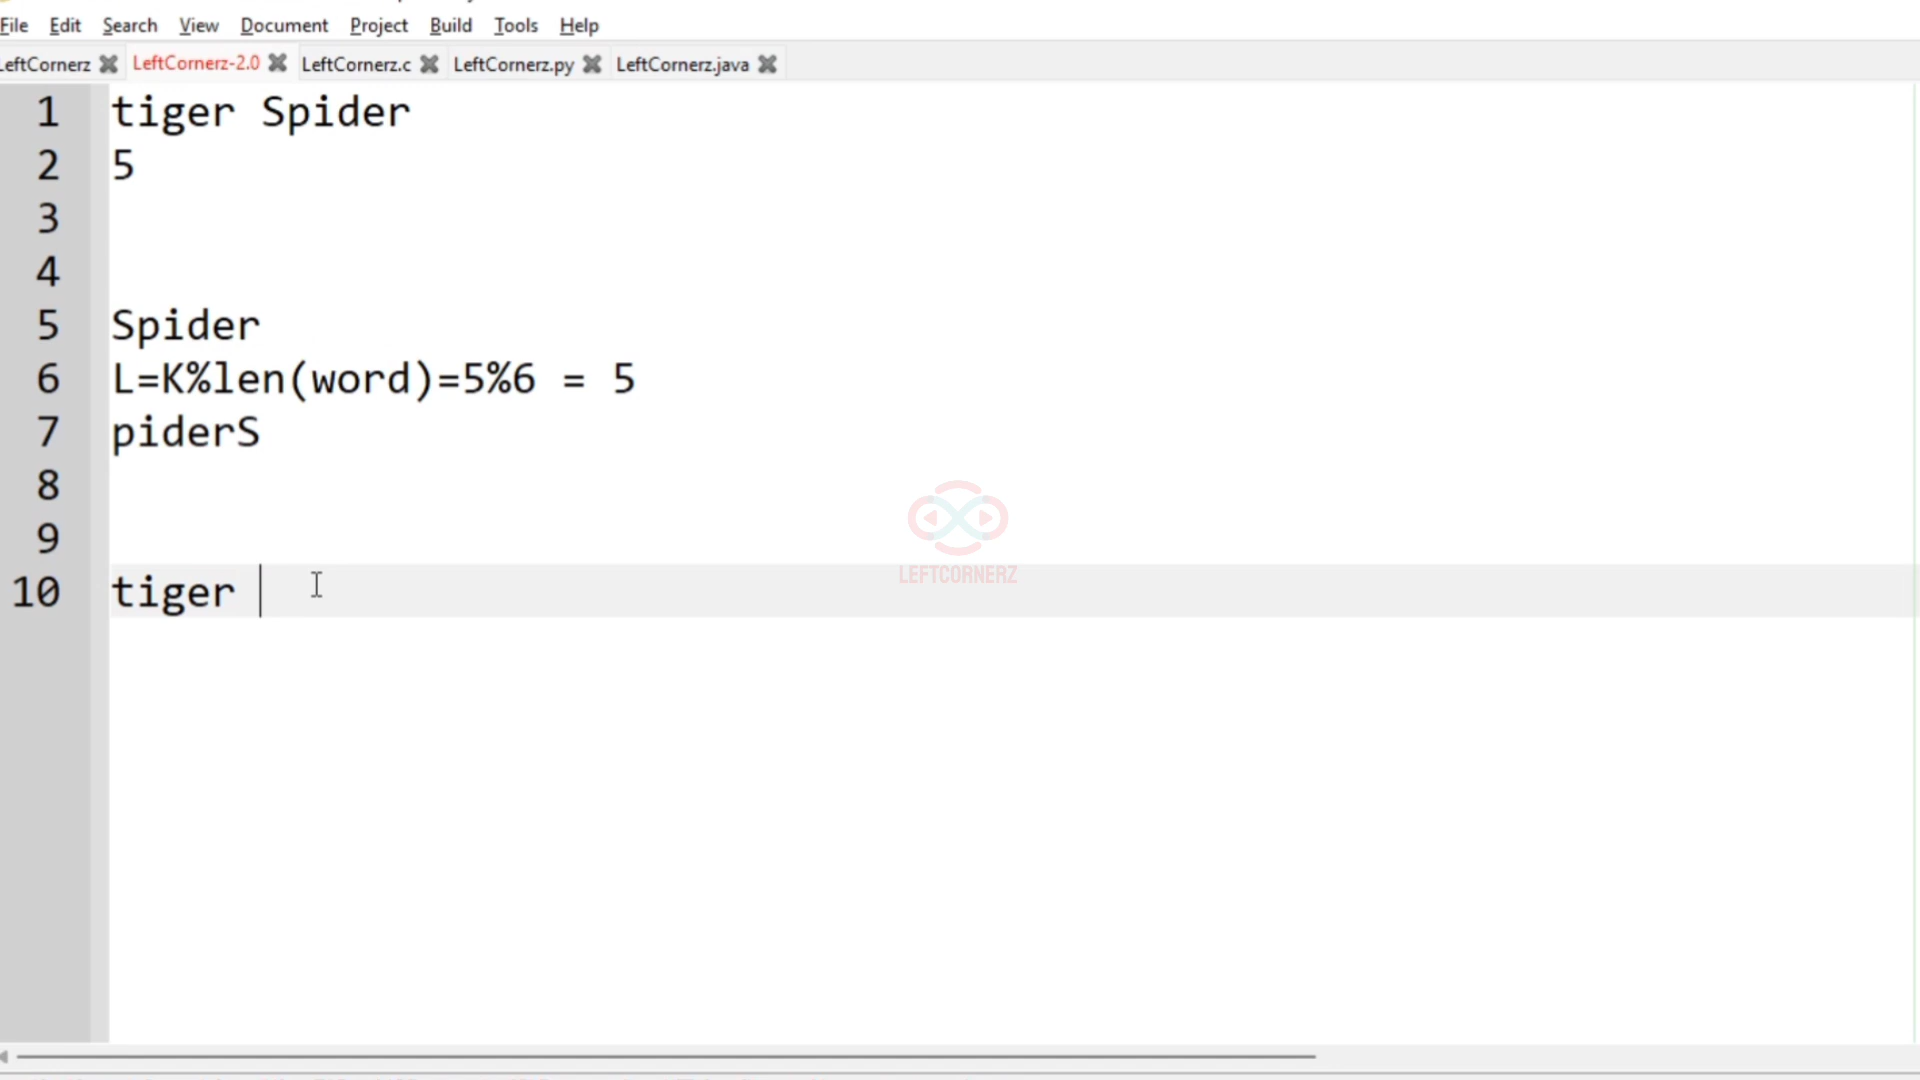 File Edit Search View Document Project Build Tools Help
LeftCornerz LeftCornerz-2.0 LeftCornerz.c LeftCornerz.py LeftCornerz.java
1 tiger Spider
2 5
3
4
5 Spider
6 L=K%len(word)=5%6 = 5
7 piderS
8
9
10 tiger
LEFTCORNERZ